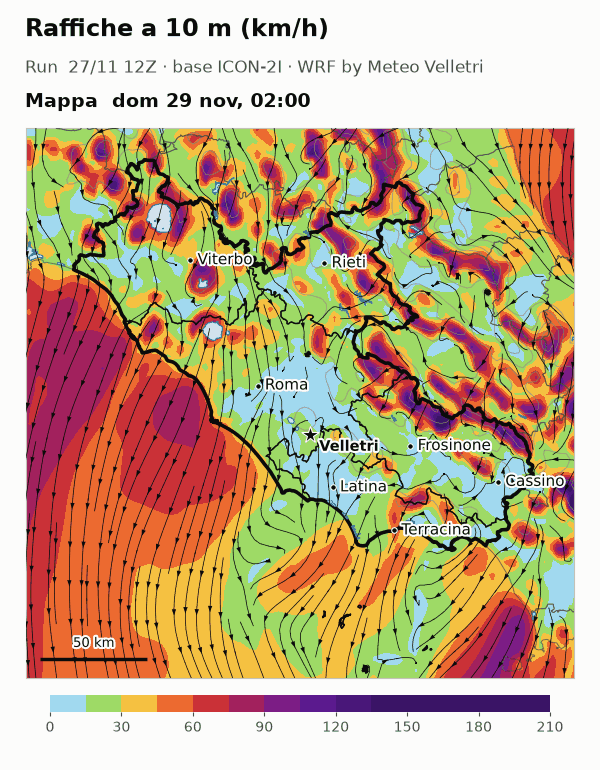 Raffiche a 10 m (km/h)
Run  27/11 12Z · base ICON-2I · WRF by Meteo Velletri
Mappa  dom 29 nov, 02:00
Viterbo
Rieti
Roma
Velletri
Frosinone
Cassino
Latina
Terracina
50 km
0 30 60 90 120 150 180 210